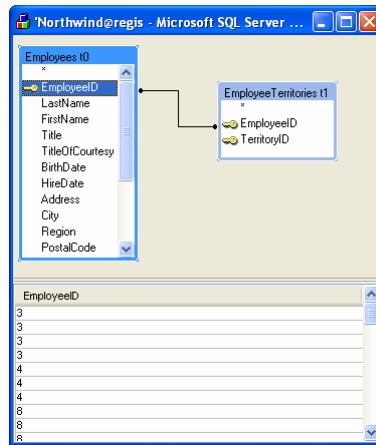 'Northwind@regis - Microsoft SQL Server ...
Employees t0
*
EmployeeID
LastName
FirstName
Title
TitleOfCourtesy
BirthDate
HireDate
Address
City
Region
PostalCode
EmployeeTerritories t1
*
EmployeeID
TerritoryID
EmployeeID
3
3
3
3
4
4
4
8
8
8